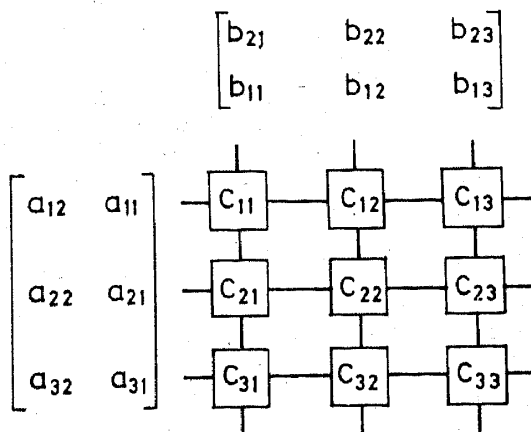 b21 b22 b23
b11 b12 b13
a12 a11 C11 C12 C13
a22 a21 C21 C22 C23
a32 a31 C31 C32 C33